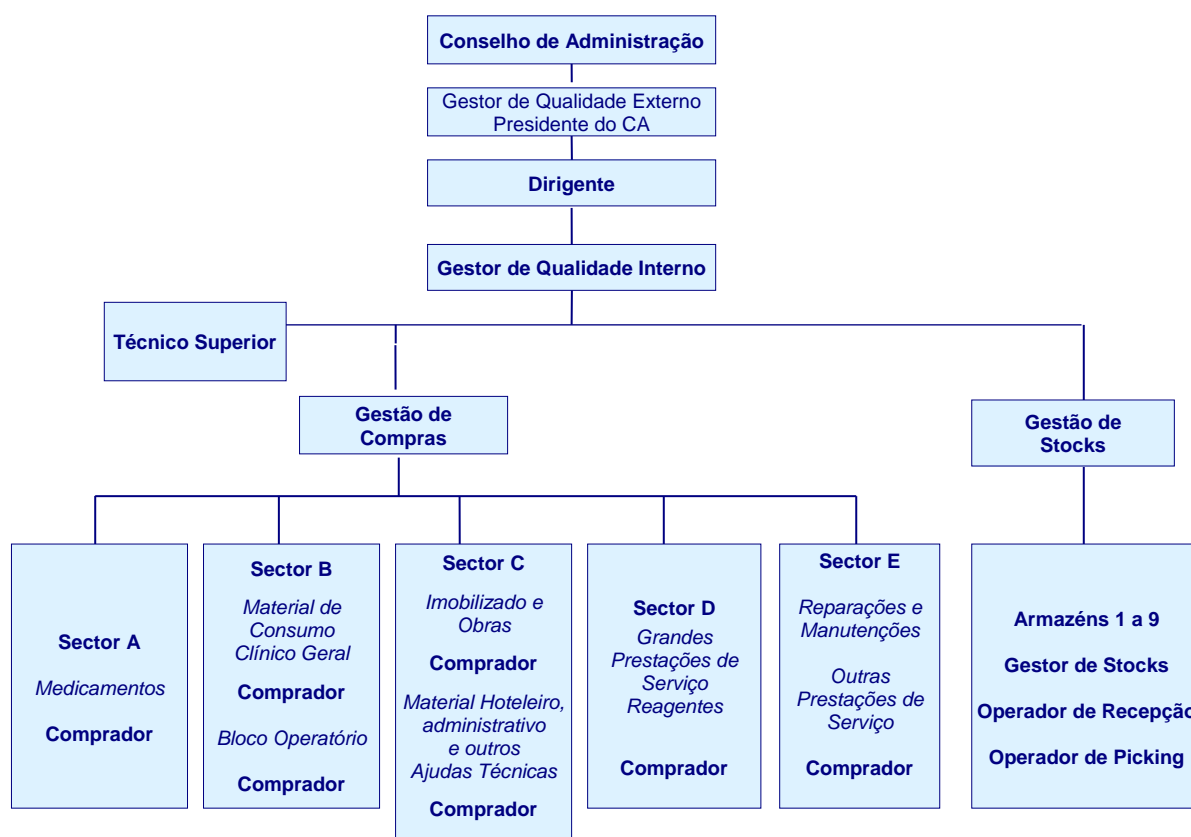 Conselho de Administração
Gestor de Qualidade Externo
Presidente do CA
Dirigente
Gestor de Qualidade Interno
Técnico Superior
Gestão de
Compras
Gestão de
Stocks
Sector A
Medicamentos
Comprador
Sector B
Material de
Consumo
Clínico Geral
Comprador
Bloco Operatório
Comprador
Sector C
Imobilizado e
Obras
Comprador
Material Hoteleiro,
administrativo
e outros
Ajudas Técnicas
Comprador
Sector D
Grandes
Prestações de
Serviço
Reagentes
Comprador
Sector E
Reparações e
Manutenções
Outras
Prestações de
Serviço
Comprador
Armazéns 1 a 9
Gestor de Stocks
Operador de Recepção
Operador de Picking